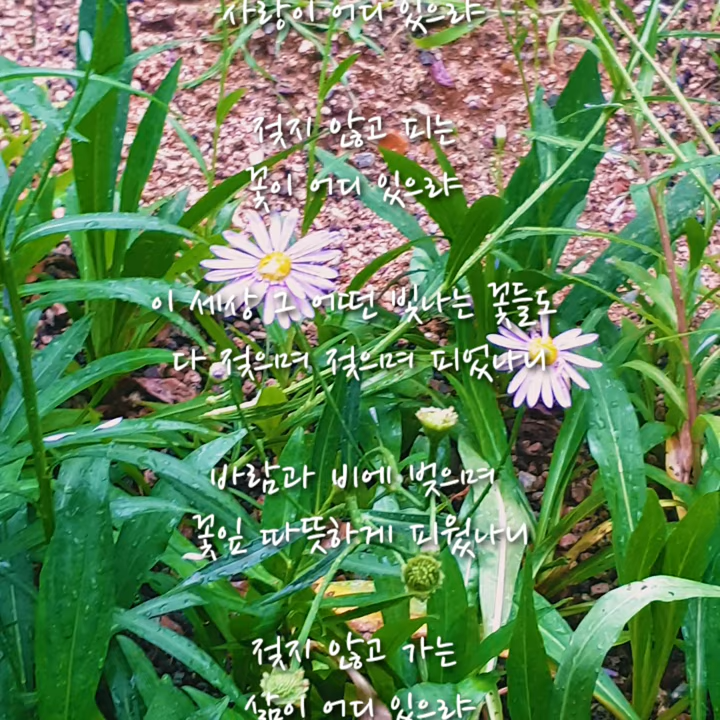 사랑이 어디 있으랴
젖지 않고 피는
꽃이 어디 있으랴
이 세상 그 어떤 빛나는 꽃들도
다 젖으며 젖으며 피었나니
바람과 비에 젖으며
꽃잎 따뜻하게 피웠나니
젖지 않고 가는
삶이 어디 있으랴